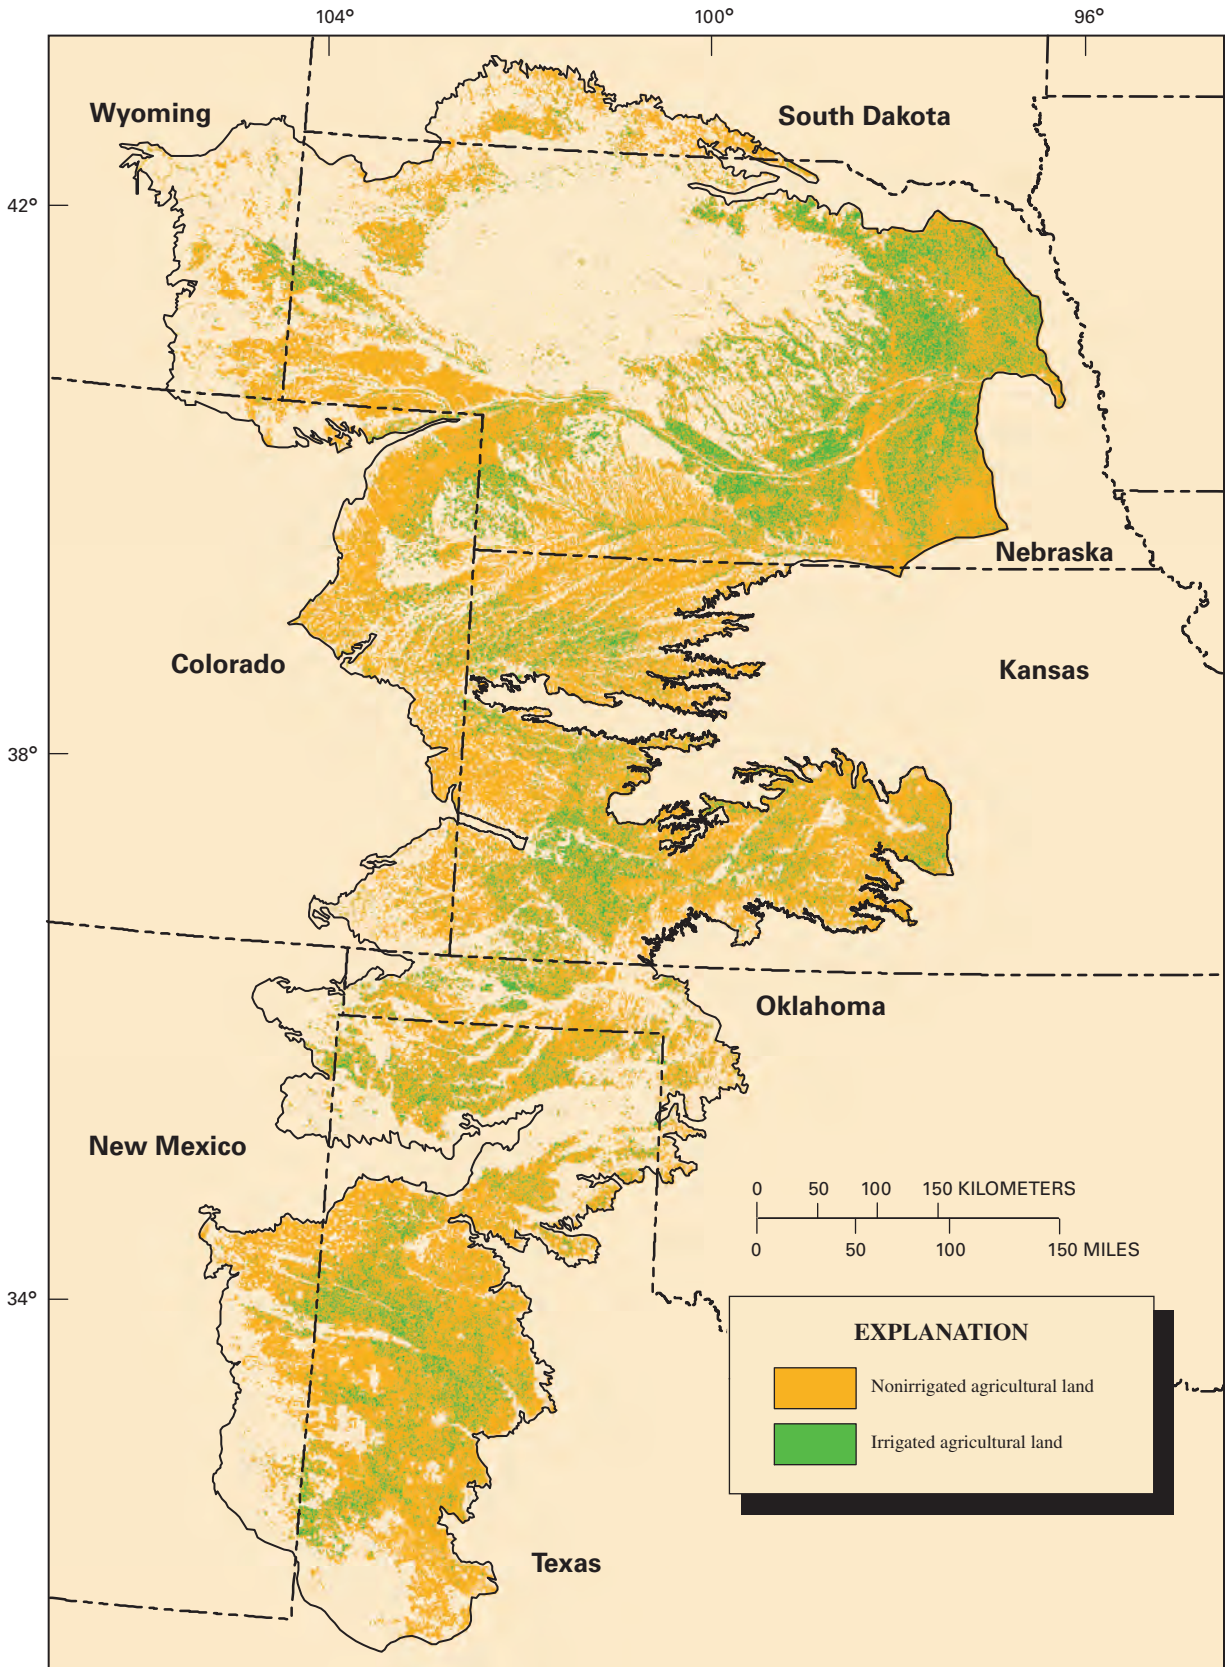 104° 100° 96°
Wyoming
South Dakota
42°
Nebraska
Colorado
Kansas
38°
Oklahoma
New Mexico
0 50 100 150 KILOMETERS
0 50 100 150 MILES
34°
EXPLANATION
Nonirrigated agricultural land
Irrigated agricultural land
Texas